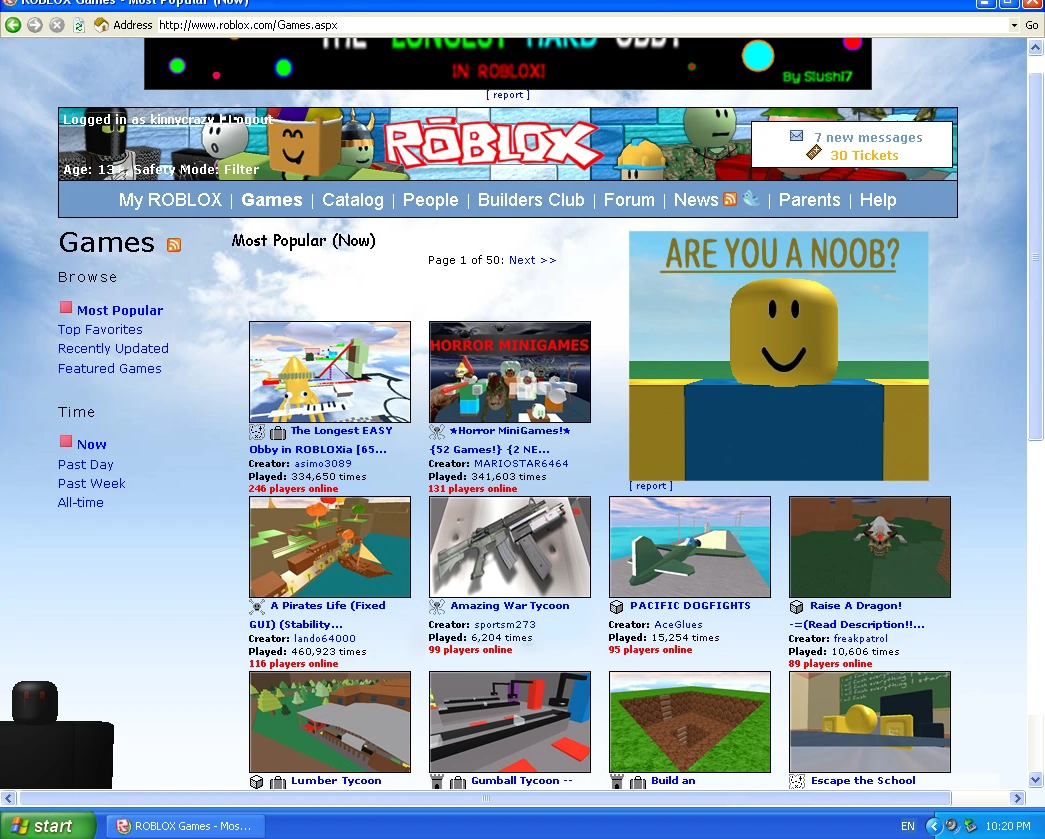 ROBLOX Games - Most Popular (Now)
Address http://www.roblox.com/Games.aspx Go
THE LONGEST HARD OBBY
IN ROBLOX!
By Slushi7
[ report ]
Logged in as kinnycrazy | Logout
ROBLOX
7 new messages
30 Tickets
Age: 13+, Safety Mode: Filter
My ROBLOX | Games | Catalog | People | Builders Club | Forum | News | Parents | Help
Games
Browse
Most Popular
Top Favorites
Recently Updated
Featured Games
Time
Now
Past Day
Past Week
All-time
Most Popular (Now)
Page 1 of 50: Next >>
ARE YOU A NOOB?
[ report ]
The Longest EASY
Obby in ROBLOXia [65...
Creator: asimo3089
Played: 334,650 times
246 players online
HORROR MINIGAMES
★Horror MiniGames!★
{52 Games!} {2 NE...
Creator: MARIOSTAR6464
Played: 341,603 times
131 players online
A Pirates Life (Fixed
GUI) (Stability...
Creator: lando64000
Played: 460,923 times
116 players online
Amazing War Tycoon
Creator: sportsm273
Played: 6,204 times
99 players online
PACIFIC DOGFIGHTS
Creator: AceGlues
Played: 15,254 times
95 players online
Raise A Dragon!
-=(Read Description!!...
Creator: freakpatrol
Played: 10,606 times
89 players online
Lumber Tycoon
Gumball Tycoon --
Build an
Escape the School
start
ROBLOX Games - Mos...
EN
10:20 PM